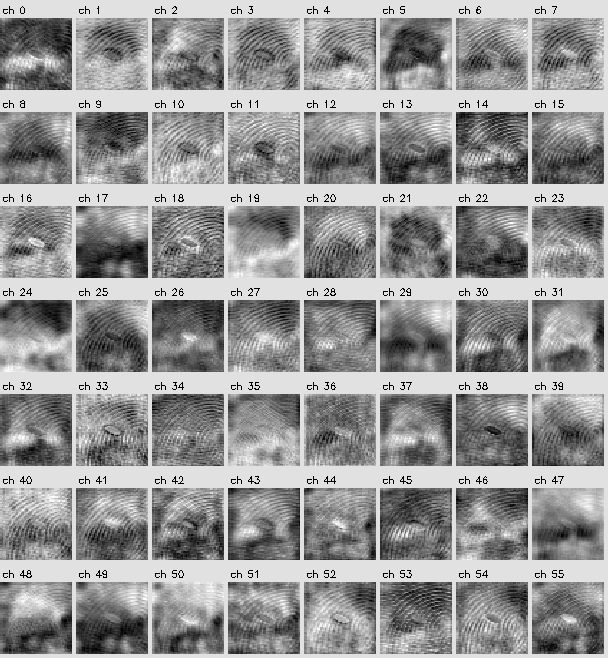 ch 0 ch 1 ch 2 ch 3 ch 4 ch 5 ch 6 ch 7
ch 8 ch 9 ch 10 ch 11 ch 12 ch 13 ch 14 ch 15
ch 16 ch 17 ch 18 ch 19 ch 20 ch 21 ch 22 ch 23
ch 24 ch 25 ch 26 ch 27 ch 28 ch 29 ch 30 ch 31
ch 32 ch 33 ch 34 ch 35 ch 36 ch 37 ch 38 ch 39
ch 40 ch 41 ch 42 ch 43 ch 44 ch 45 ch 46 ch 47
ch 48 ch 49 ch 50 ch 51 ch 52 ch 53 ch 54 ch 55